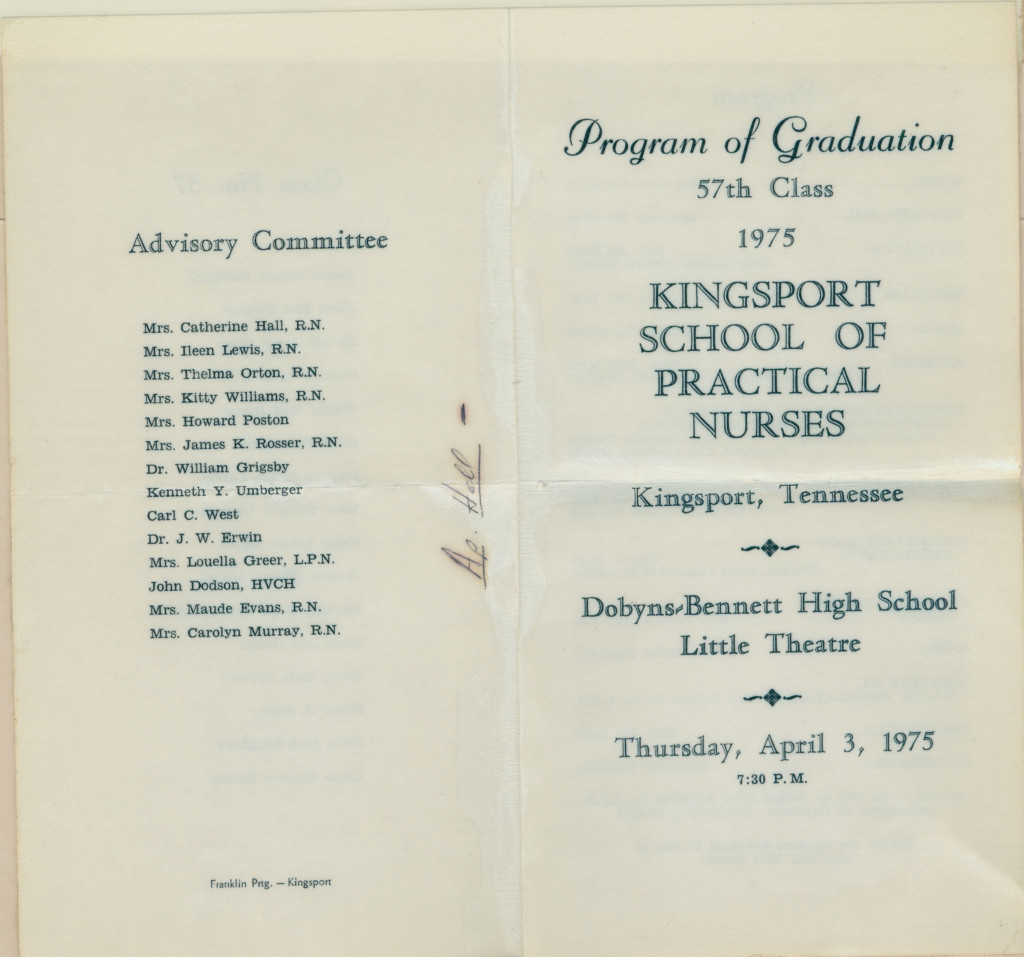 Advisory Committee
Mrs. Catherine Hall, R.N.
Mrs. Ileen Lewis, R.N.
Mrs. Thelma Orton, R.N.
Mrs. Kitty Williams, R.N.
Mrs. Howard Poston
Mrs. James K. Rosser, R.N.
Dr. William Grigsby
Kenneth Y. Umberger
Carl C. West
Dr. J. W. Erwin
Mrs. Louella Greer, L.P.N.
John Dodson, HVCH
Mrs. Maude Evans, R.N.
Mrs. Carolyn Murray, R.N.
Franklin Prtg. — Kingsport
Ap. Hall -
Program of Graduation
57th Class
1975
KINGSPORT
SCHOOL OF
PRACTICAL
NURSES
Kingsport, Tennessee
Dobyns-Bennett High School
Little Theatre
Thursday, April 3, 1975
7:30 P. M.